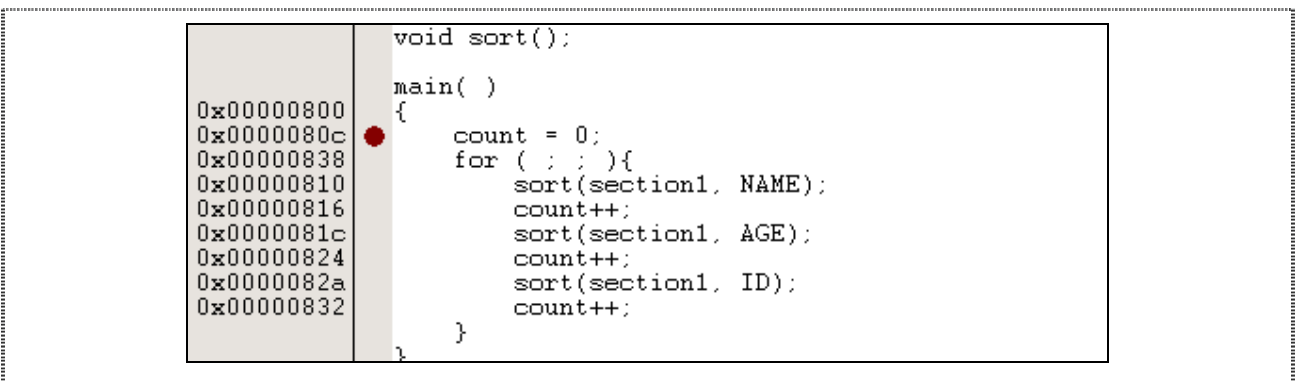 void sort();
main( )
0x00000800 {
0x0000080c count = 0;
0x00000838 for ( ; ; ){
0x00000810 sort(section1, NAME);
0x00000816 count++;
0x0000081c sort(section1, AGE);
0x00000824 count++;
0x0000082a sort(section1, ID);
0x00000832 count++;
}
}